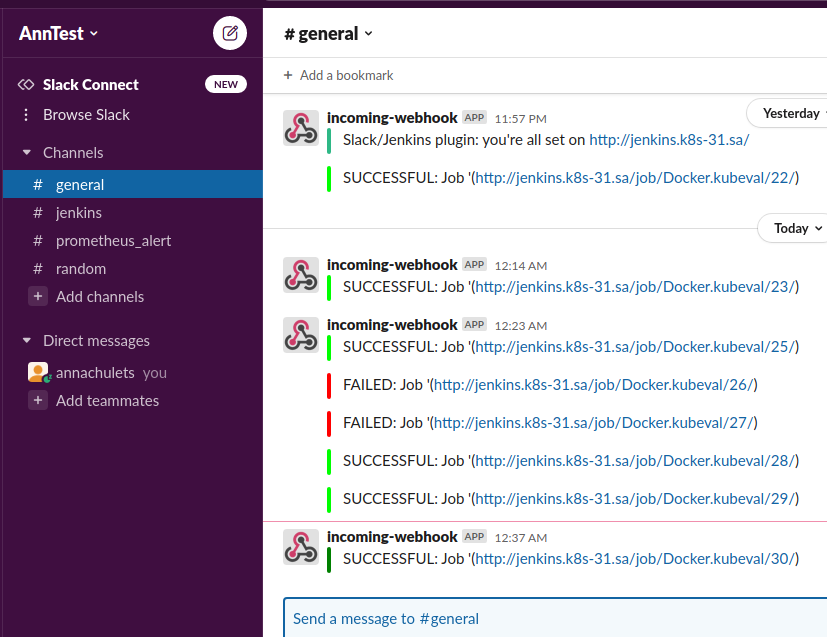 AnnTest
Slack Connect NEW
Browse Slack
Channels
# general
# jenkins
# prometheus_alert
# random
+ Add channels
Direct messages
annachulets you
+ Add teammates
# general
+ Add a bookmark
Yesterday
incoming-webhook APP 11:57 PM
Slack/Jenkins plugin: you're all set on http://jenkins.k8s-31.sa/
SUCCESSFUL: Job '(http://jenkins.k8s-31.sa/job/Docker.kubeval/22/)
Today
incoming-webhook APP 12:14 AM
SUCCESSFUL: Job '(http://jenkins.k8s-31.sa/job/Docker.kubeval/23/)
incoming-webhook APP 12:23 AM
SUCCESSFUL: Job '(http://jenkins.k8s-31.sa/job/Docker.kubeval/25/)
FAILED: Job '(http://jenkins.k8s-31.sa/job/Docker.kubeval/26/)
FAILED: Job '(http://jenkins.k8s-31.sa/job/Docker.kubeval/27/)
SUCCESSFUL: Job '(http://jenkins.k8s-31.sa/job/Docker.kubeval/28/)
SUCCESSFUL: Job '(http://jenkins.k8s-31.sa/job/Docker.kubeval/29/)
incoming-webhook APP 12:37 AM
SUCCESSFUL: Job '(http://jenkins.k8s-31.sa/job/Docker.kubeval/30/)
Send a message to #general